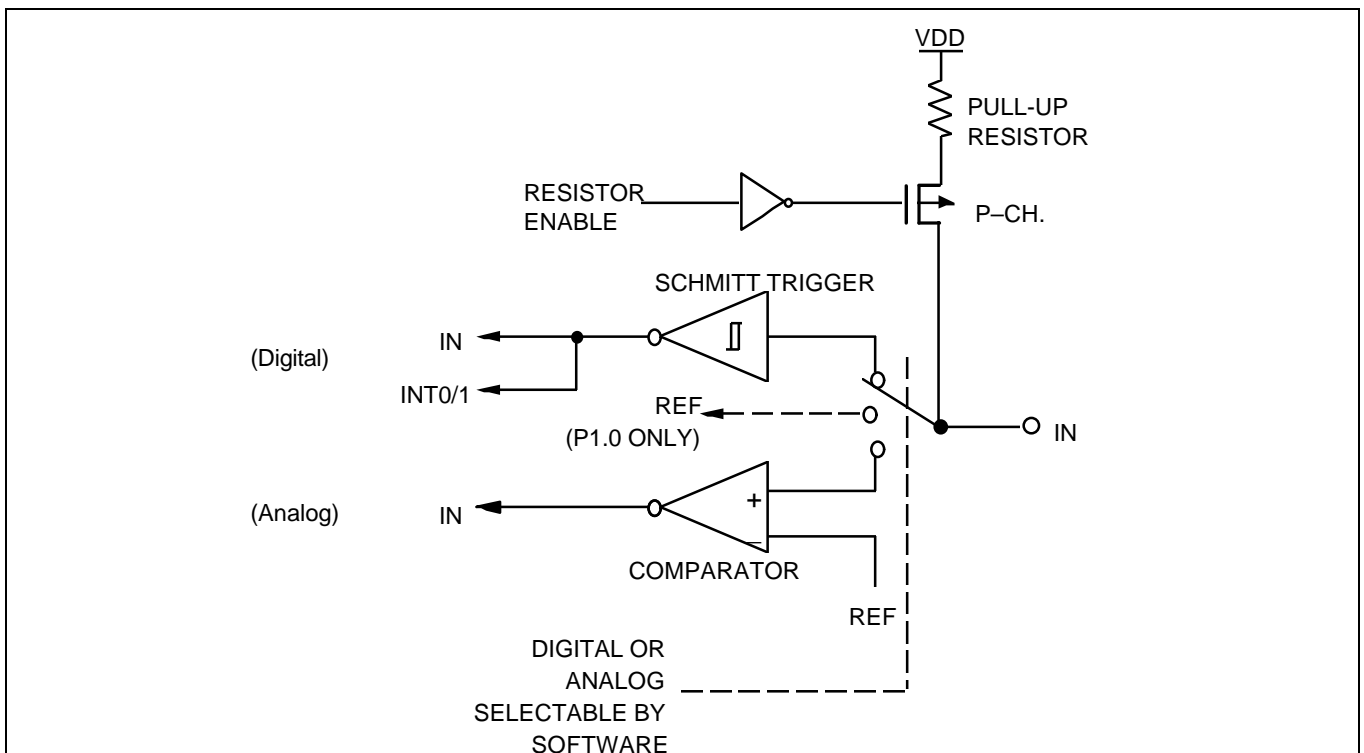 VDD
PULL-UP
RESISTOR
RESISTOR
ENABLE
P–CH.
SCHMITT TRIGGER
(Digital)
IN
INT0/1
REF
(P1.0 ONLY)
IN
(Analog)
IN
+
–
COMPARATOR
REF
DIGITAL OR
ANALOG
SELECTABLE BY
SOFTWARE